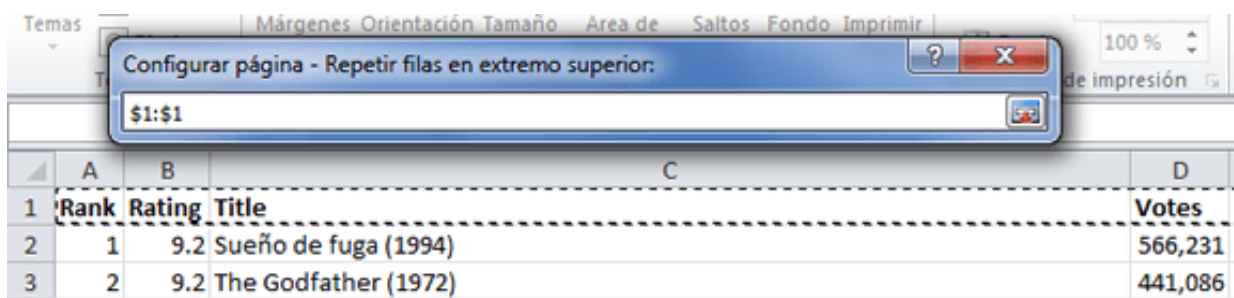 Temas Márgenes Orientación Tamaño Área de Saltos Fondo Imprimir
100 %
Configurar página - Repetir filas en extremo superior:
de impresión
$1:$1
A B C D
1 Rank Rating Title Votes
2 1 9.2 Sueño de fuga (1994) 566,231
3 2 9.2 The Godfather (1972) 441,086